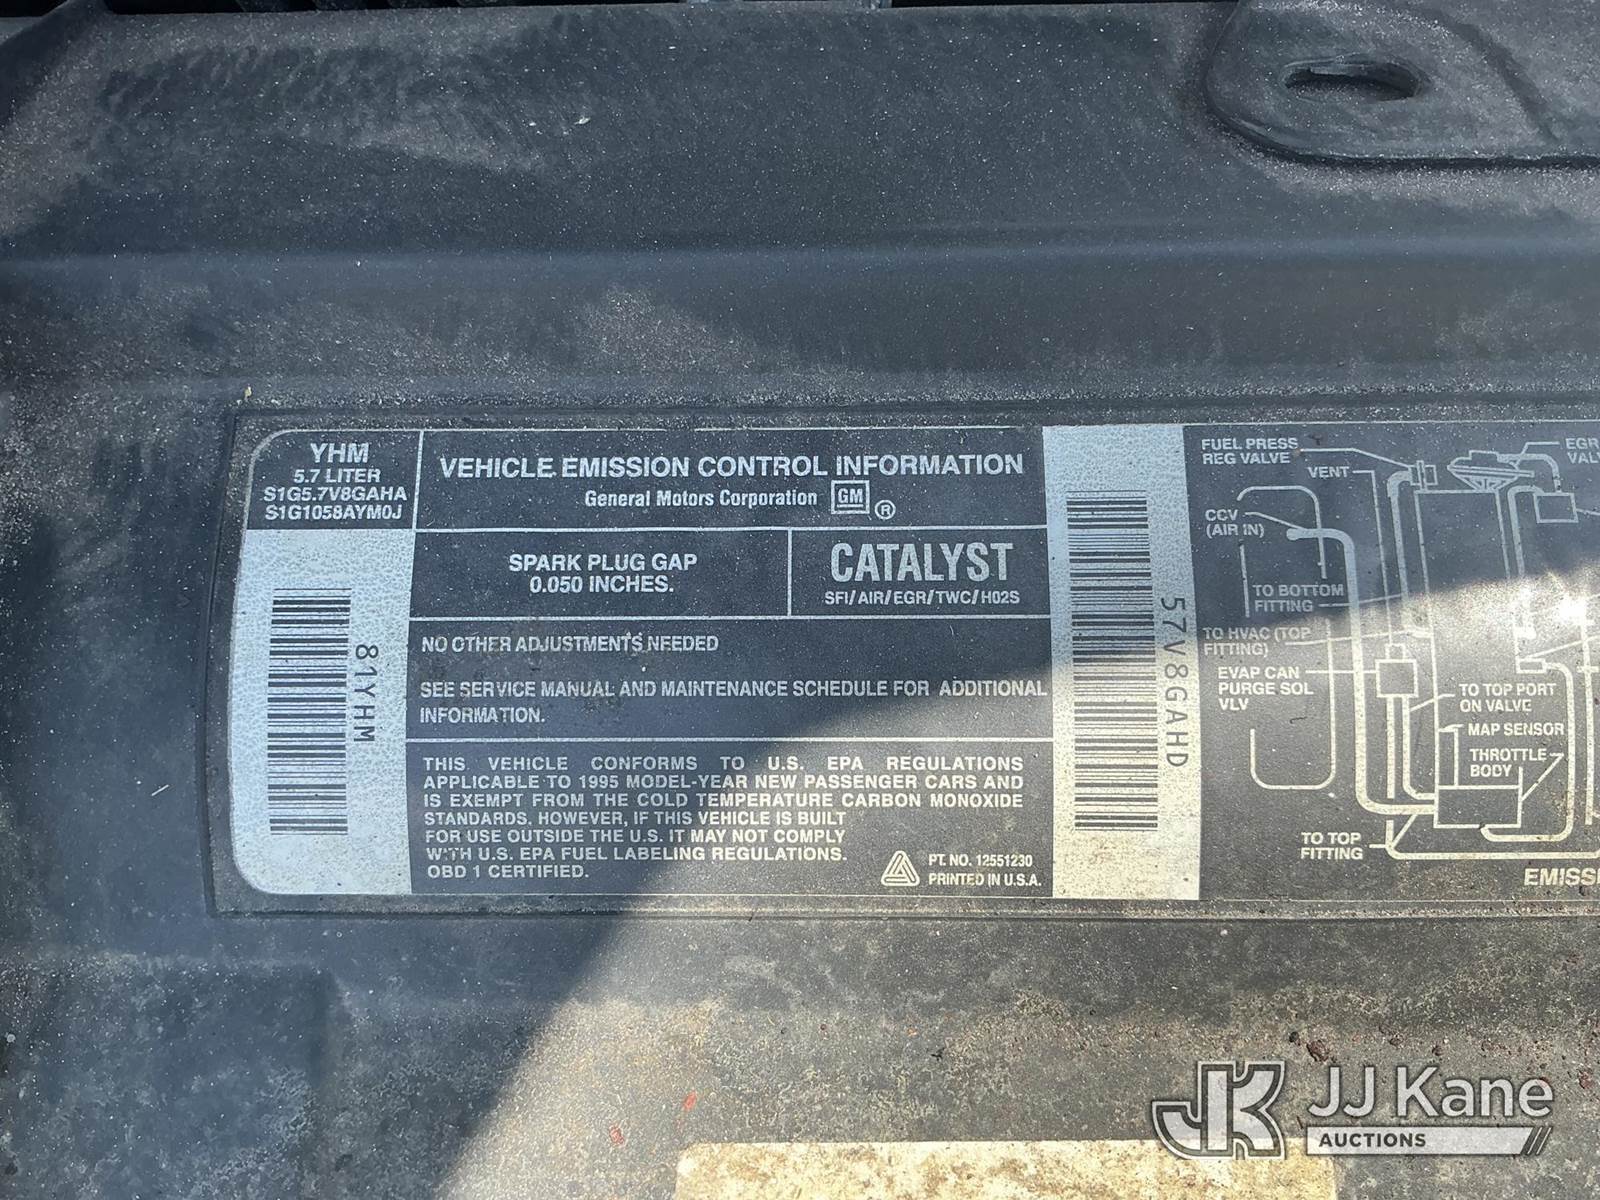 YHM
5.7 LITER
S1G5.7V8GAHA
S1G1058AYM0J
81YHM
VEHICLE EMISSION CONTROL INFORMATION
General Motors Corporation GM ®
SPARK PLUG GAP
0.050 INCHES.
CATALYST
SFI/AIR/EGR/TWC/H02S
NO OTHER ADJUSTMENTS NEEDED
SEE SERVICE MANUAL AND MAINTENANCE SCHEDULE FOR ADDITIONAL
INFORMATION.
THIS VEHICLE CONFORMS TO U.S. EPA REGULATIONS
APPLICABLE TO 1995 MODEL-YEAR NEW PASSENGER CARS AND
IS EXEMPT FROM THE COLD TEMPERATURE CARBON MONOXIDE
STANDARDS. HOWEVER, IF THIS VEHICLE IS BUILT
FOR USE OUTSIDE THE U.S. IT MAY NOT COMPLY
WITH U.S. EPA FUEL LABELING REGULATIONS.
OBD 1 CERTIFIED.
PT. NO. 12551230
PRINTED IN U.S.A.
57V8GAHD
FUEL PRESS
REG VALVE
VENT
EGR
CCV
(AIR IN)
TO BOTTOM
FITTING
TO HVAC (TOP
FITTING)
EVAP CAN
PURGE SOL
VLV
TO TOP PORT
ON VALVE
MAP SENSOR
THROTTLE
BODY
TO TOP
FITTING
JK JJ Kane
AUCTIONS